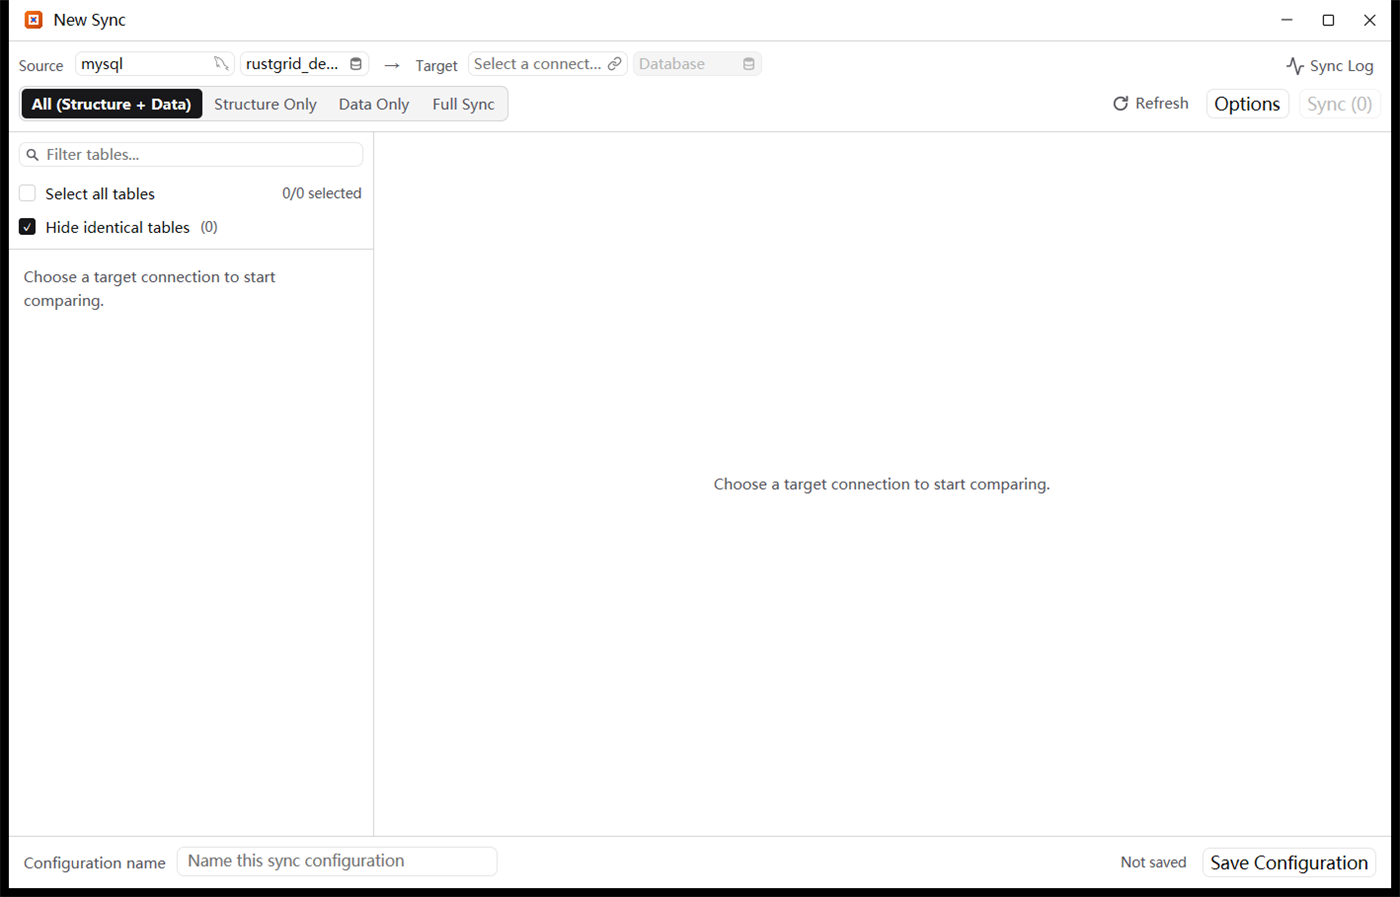 New Sync
Source mysql rustgrid_de... → Target Select a connect... Database
Sync Log
All (Structure + Data) Structure Only Data Only Full Sync
Refresh Options Sync (0)
Filter tables...
Select all tables 0/0 selected
Hide identical tables (0)
Choose a target connection to start
comparing.
Choose a target connection to start comparing.
Configuration name Name this sync configuration
Not saved Save Configuration